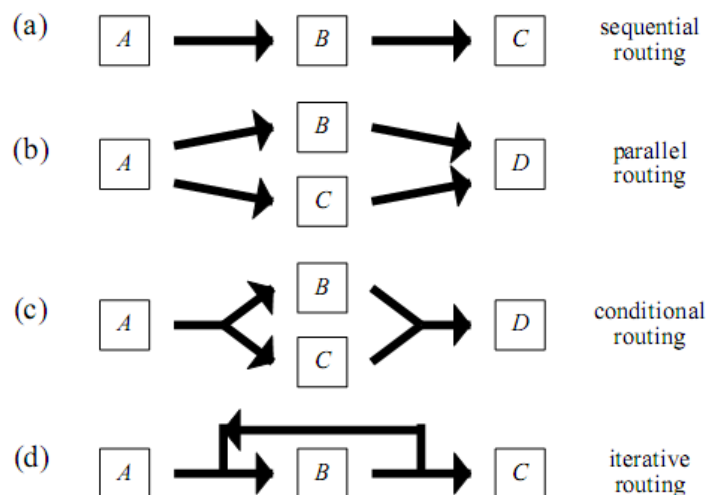 (a) A B C sequential
routing
B
(b) A D parallel
routing
C
B
(c) A D conditional
routing
C
(d) A B C iterative
routing